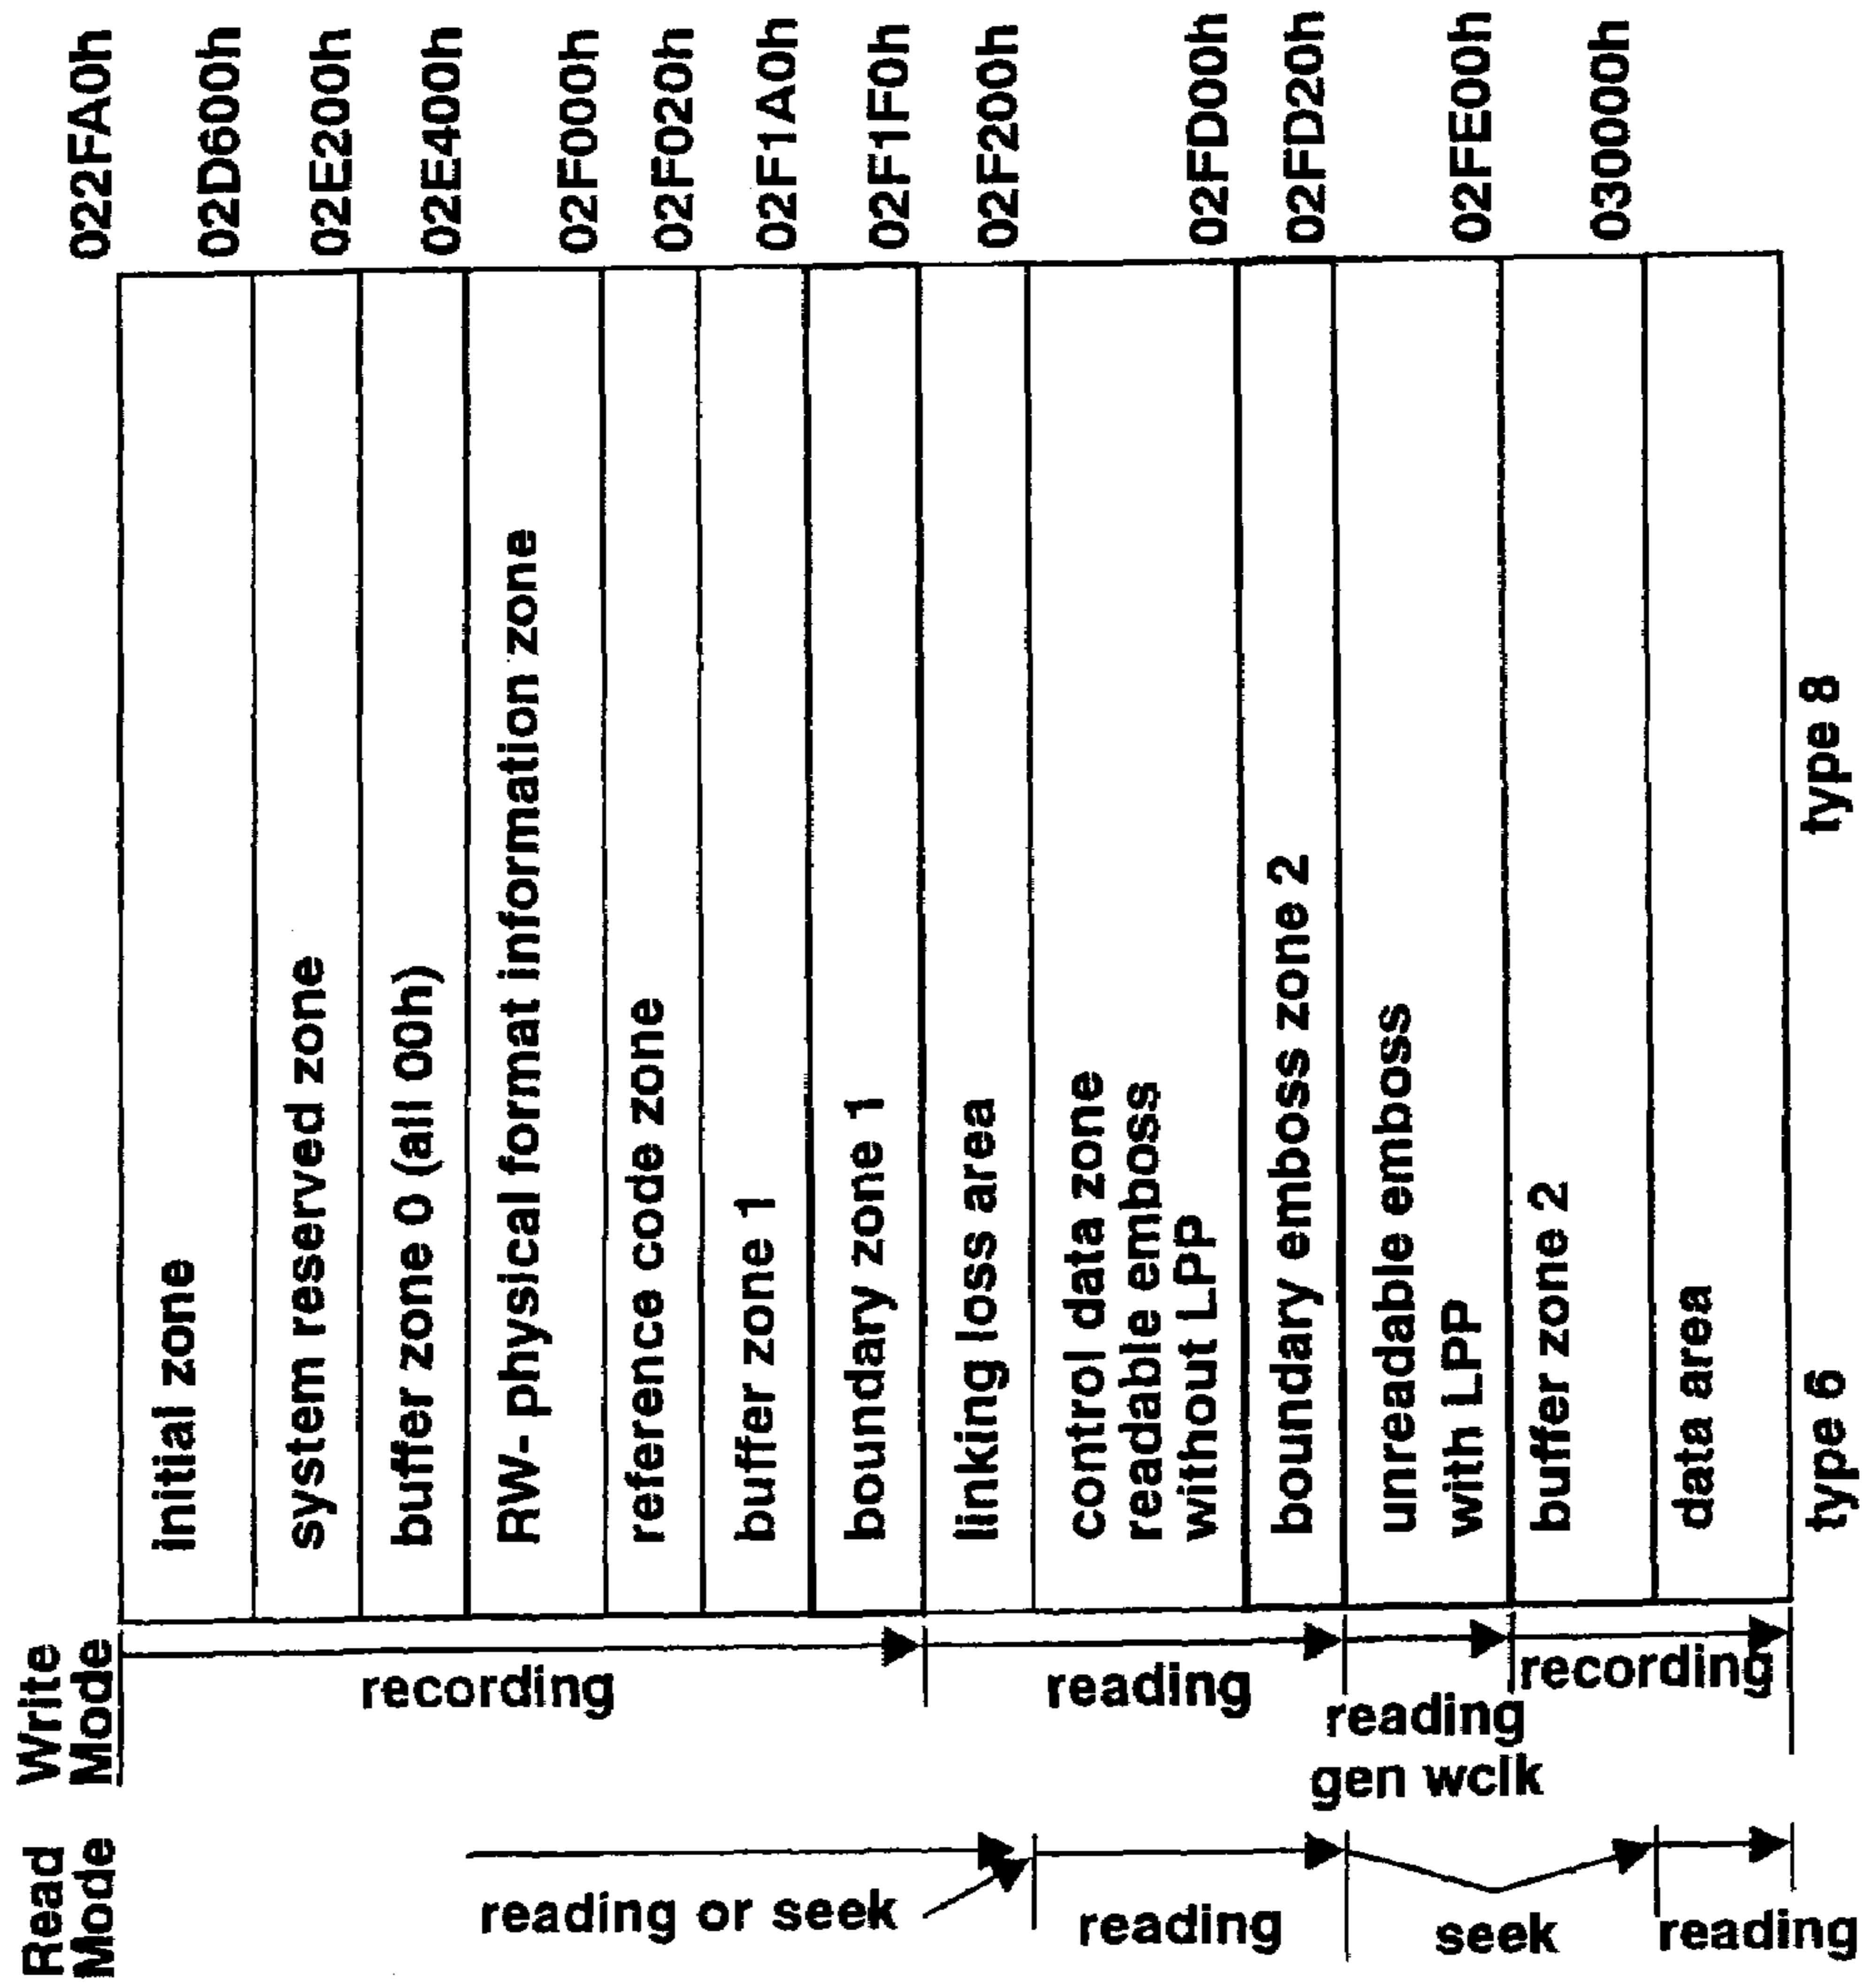 022FA0h
02D600h
02E200h
02E400h
02F000h
02F020h
02F1A0h
02F1F0h
02F200h
02FD00h
02FD20h
02FE00h
030000h
initial zone
system reserved zone
buffer zone 0 (all 00h)
RW- physical format information zone
reference code zone
buffer zone 1
boundary zone 1
linking loss area
control data zone
readable emboss
without LPP
boundary emboss zone 2
unreadable emboss
with LPP
buffer zone 2
data area
type 6
type 8
Write
Mode
recording
reading
reading
gen wclk
recording
Read
Mode
reading or seek
reading
seek
reading